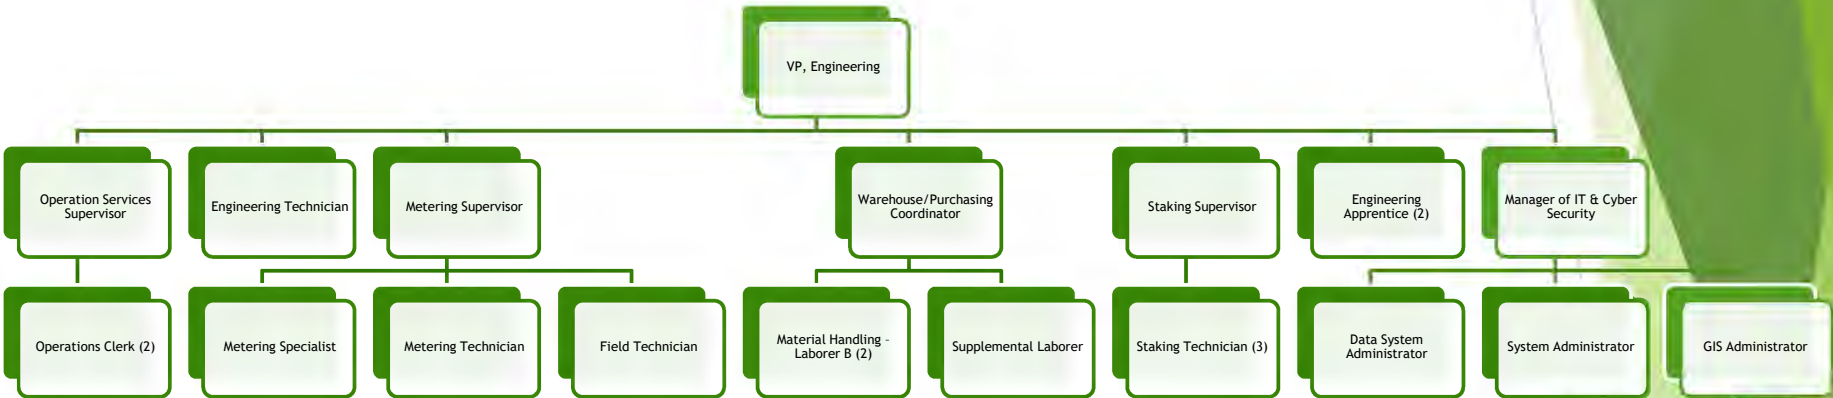 VP, Engineering
Operation Services
Supervisor
Engineering Technician
Metering Supervisor
Warehouse/Purchasing
Coordinator
Staking Supervisor
Engineering
Apprentice (2)
Manager of IT & Cyber
Security
Operations Clerk (2)
Metering Specialist
Metering Technician
Field Technician
Material Handling –
Laborer B (2)
Supplemental Laborer
Staking Technician (3)
Data System
Administrator
System Administrator
GIS Administrator